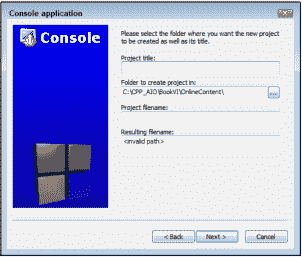 Console application
Console
Please select the folder where you want the new project
to be created as well as its title.
Project title:
Folder to create project in:
C:\CPP_AIO\BookVI\OnlineContent\
...
Project filename:
Resulting filename:
<invalid path>
< Back
Next >
Cancel